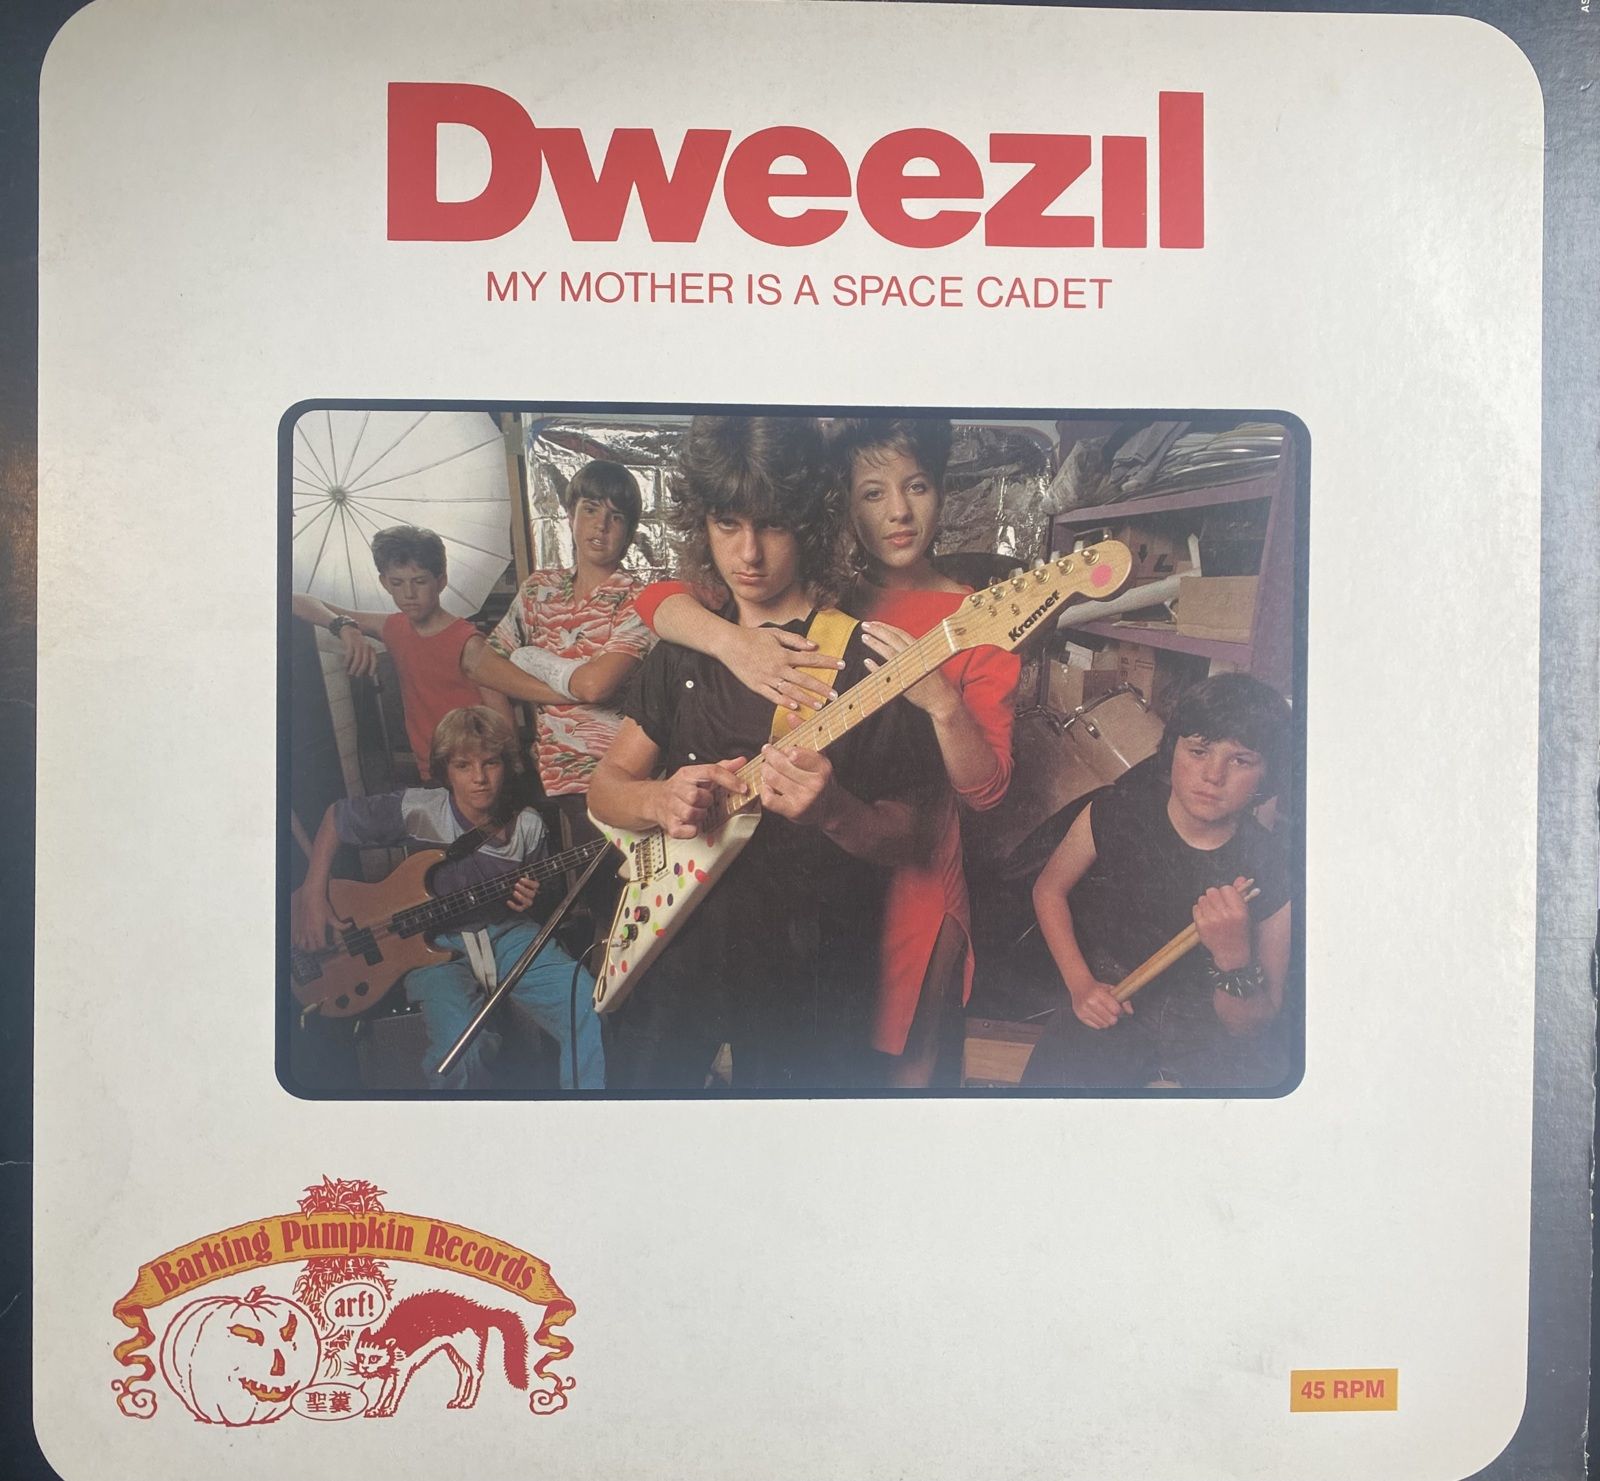 Dweezil
MY MOTHER IS A SPACE CADET
Kramer
Barking Pumpkin Records
arf!
聖糞
45 RPM